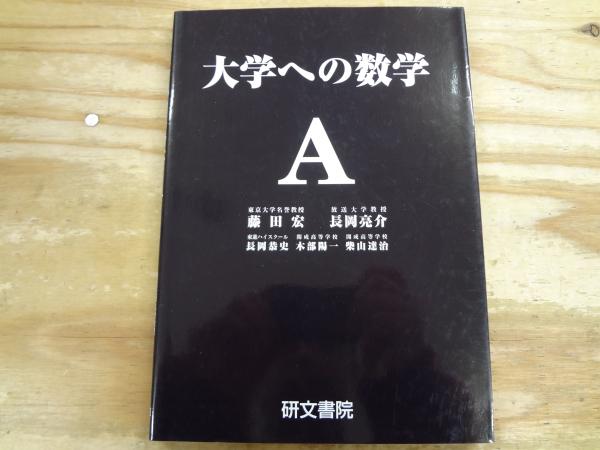 大学への数学
A
東京大学名誉教授 放送大学教授
藤田宏 長岡亮介
東進ハイスクール 開成高等学校 開成高等学校
長岡恭史 木部陽一 柴山達治
研文書院